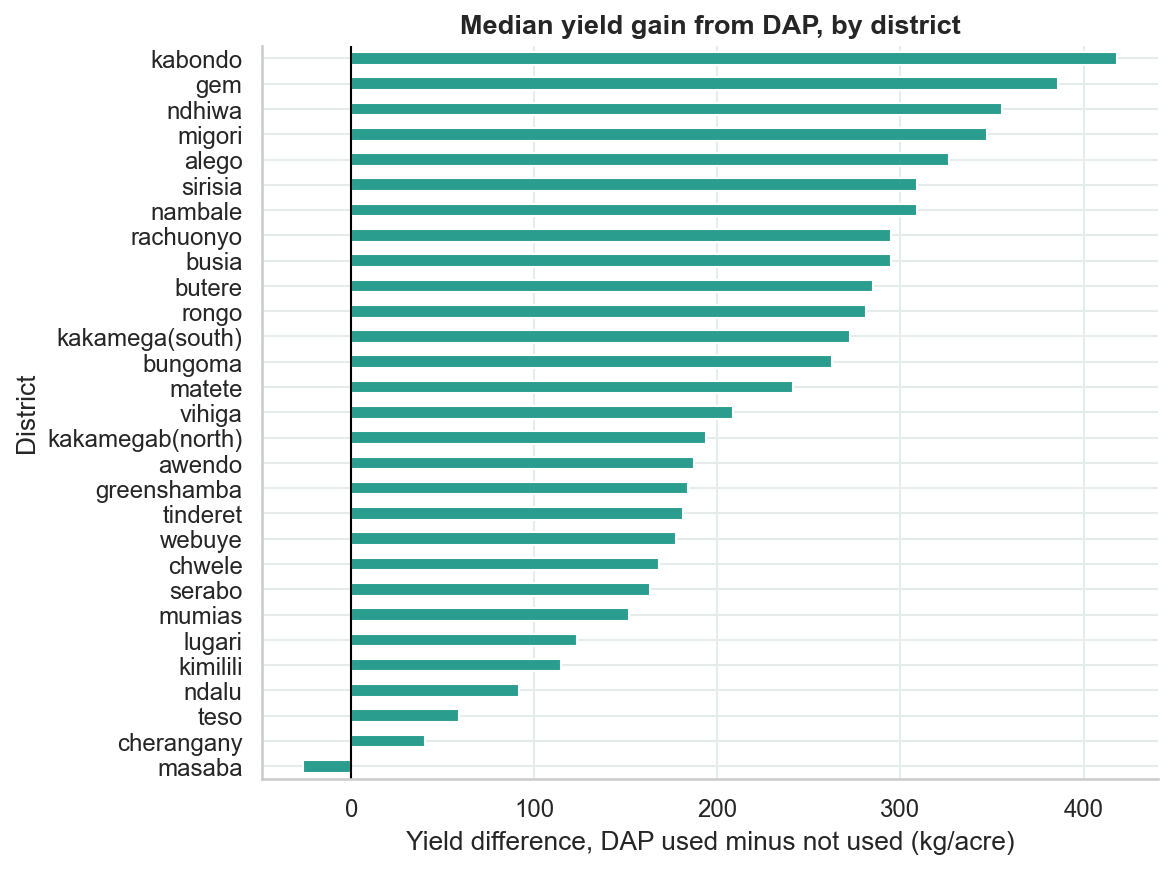 Median yield gain from DAP, by district
kabondo
gem
ndhiwa
migori
alego
sirisia
nambale
rachuonyo
busia
butere
rongo
kakamega(south)
bungoma
matete
vihiga
kakamegab(north)
awendo
greenshamba
tinderet
webuye
chwele
serabo
mumias
lugari
kimilili
ndalu
teso
cherangany
masaba
District
0 100 200 300 400
Yield difference, DAP used minus not used (kg/acre)